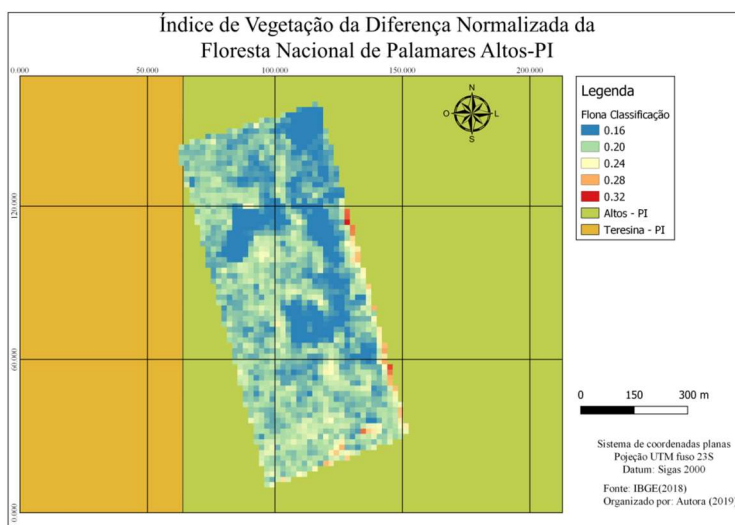 Índice de Vegetação da Diferença Normalizada da
Floresta Nacional de Palamares Altos-PI
0.000
50.000
100.000
150.000
200.000
120.000
60.000
0.000
N
O
L
S
Legenda
Flona Classificação
0.16
0.20
0.24
0.28
0.32
Altos - PI
Teresina - PI
0
150
300 m
Sistema de coordenadas planas
Pojeção UTM fuso 23S
Datum: Sigas 2000
Fonte: IBGE(2018)
Organizado por: Autora (2019)